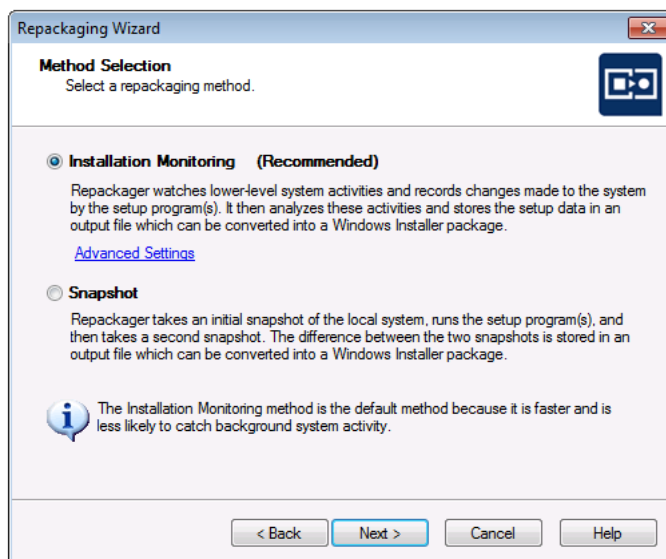 Repackaging Wizard
Method Selection
Select a repackaging method.
Installation Monitoring (Recommended)
Repackager watches lower-level system activities and records changes made to the system
by the setup program(s). It then analyzes these activities and stores the setup data in an
output file which can be converted into a Windows Installer package.
Advanced Settings
Snapshot
Repackager takes an initial snapshot of the local system, runs the setup program(s), and
then takes a second snapshot. The difference between the two snapshots is stored in an
output file which can be converted into a Windows Installer package.
The Installation Monitoring method is the default method because it is faster and is
less likely to catch background system activity.
< Back Next > Cancel Help